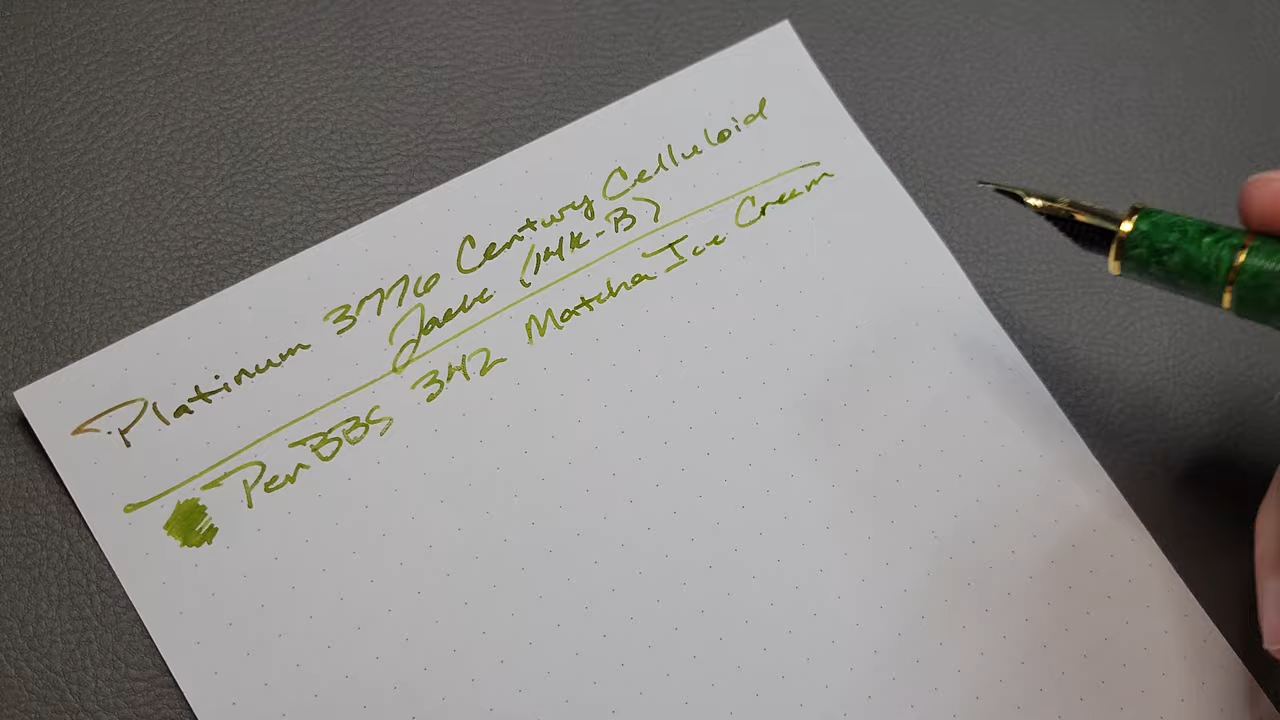 Platinum 3776 Century Celluloid
Jade (14K-B)
PenBBS 342 Matcha Ice Cream